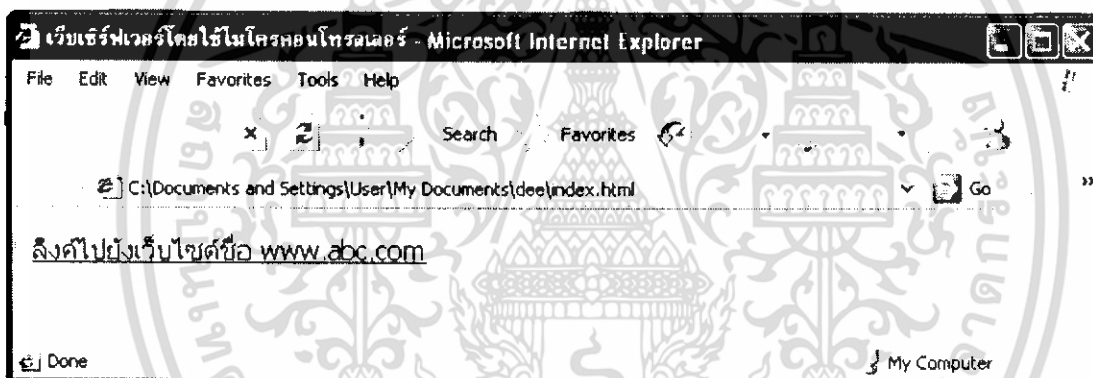 เว็บเซิร์ฟเวอร์โดยใช้ไมโครคอนโทรลเลอร์ - Microsoft Internet Explorer
File Edit View Favorites Tools Help
Search Favorites
C:\Documents and Settings\User\My Documents\dee\index.html Go »
ลิงค์ไปยังเว็บไซด์ชื่อ www.abc.com
Done My Computer